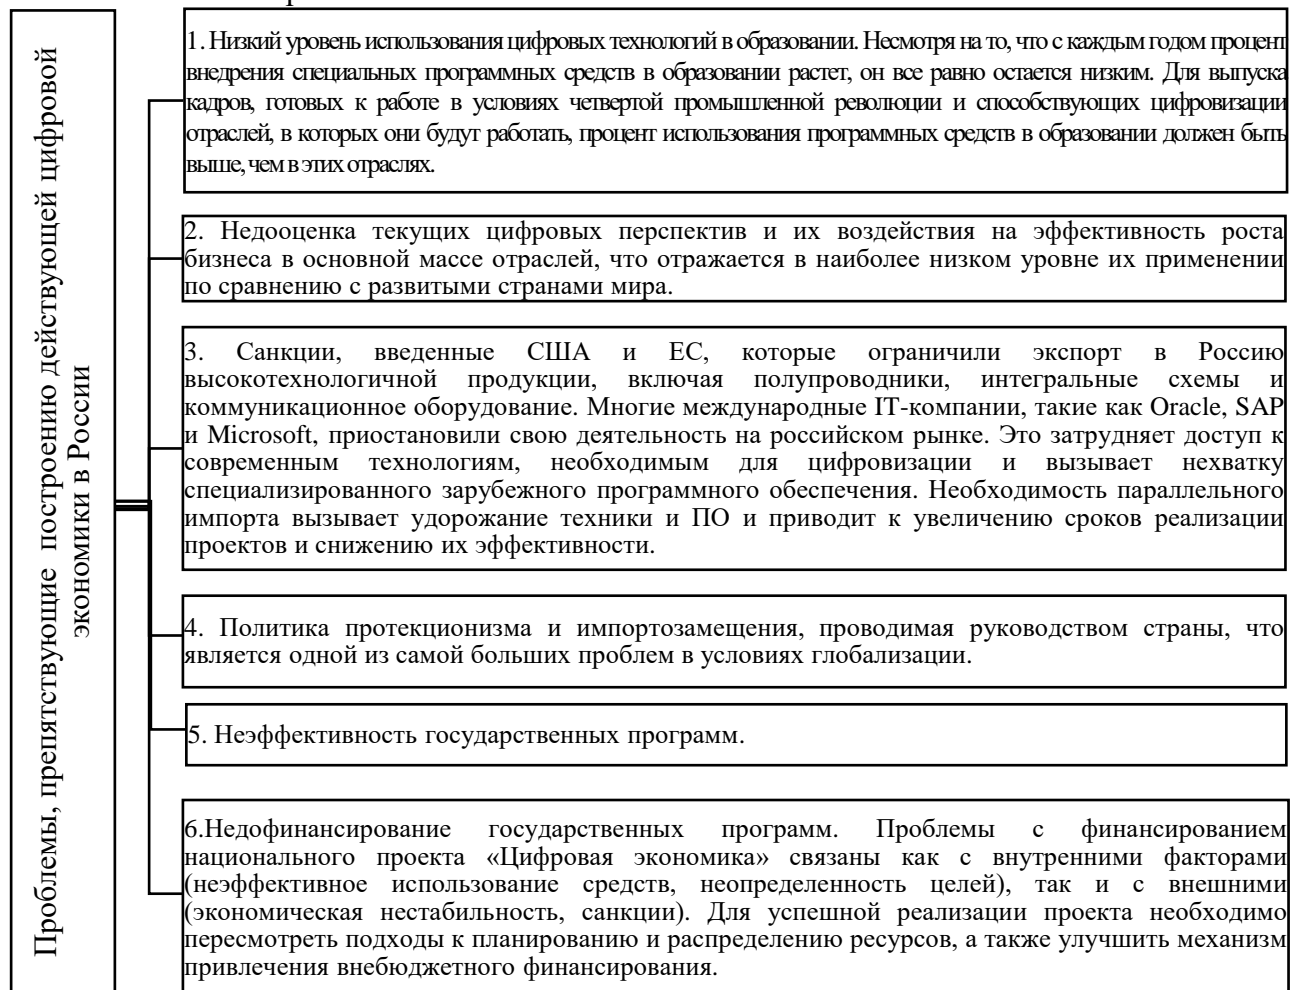 Проблемы, препятствующие построению действующей цифровой
экономики в России
1. Низкий уровень использования цифровых технологий в образовании. Несмотря на то, что с каждым годом процент
внедрения специальных программных средств в образовании растет, он все равно остается низким. Для выпуска
кадров, готовых к работе в условиях четвертой промышленной революции и способствующих цифровизации
отраслей, в которых они будут работать, процент использования программных средств в образовании должен быть
выше, чем в этих отраслях.
2. Недооценка текущих цифровых перспектив и их воздействия на эффективность роста
бизнеса в основной массе отраслей, что отражается в наиболее низком уровне их применении
по сравнению с развитыми странами мира.
3. Санкции, введенные США и ЕС, которые ограничили экспорт в Россию
высокотехнологичной продукции, включая полупроводники, интегральные схемы и
коммуникационное оборудование. Многие международные IT-компании, такие как Oracle, SAP
и Microsoft, приостановили свою деятельность на российском рынке. Это затрудняет доступ к
современным технологиям, необходимым для цифровизации и вызывает нехватку
специализированного зарубежного программного обеспечения. Необходимость параллельного
импорта вызывает удорожание техники и ПО и приводит к увеличению сроков реализации
проектов и снижению их эффективности.
4. Политика протекционизма и импортозамещения, проводимая руководством страны, что
является одной из самой больших проблем в условиях глобализации.
5. Неэффективность государственных программ.
6.Недофинансирование государственных программ. Проблемы с финансированием
национального проекта «Цифровая экономика» связаны как с внутренними факторами
(неэффективное использование средств, неопределенность целей), так и с внешними
(экономическая нестабильность, санкции). Для успешной реализации проекта необходимо
пересмотреть подходы к планированию и распределению ресурсов, а также улучшить механизм
привлечения внебюджетного финансирования.